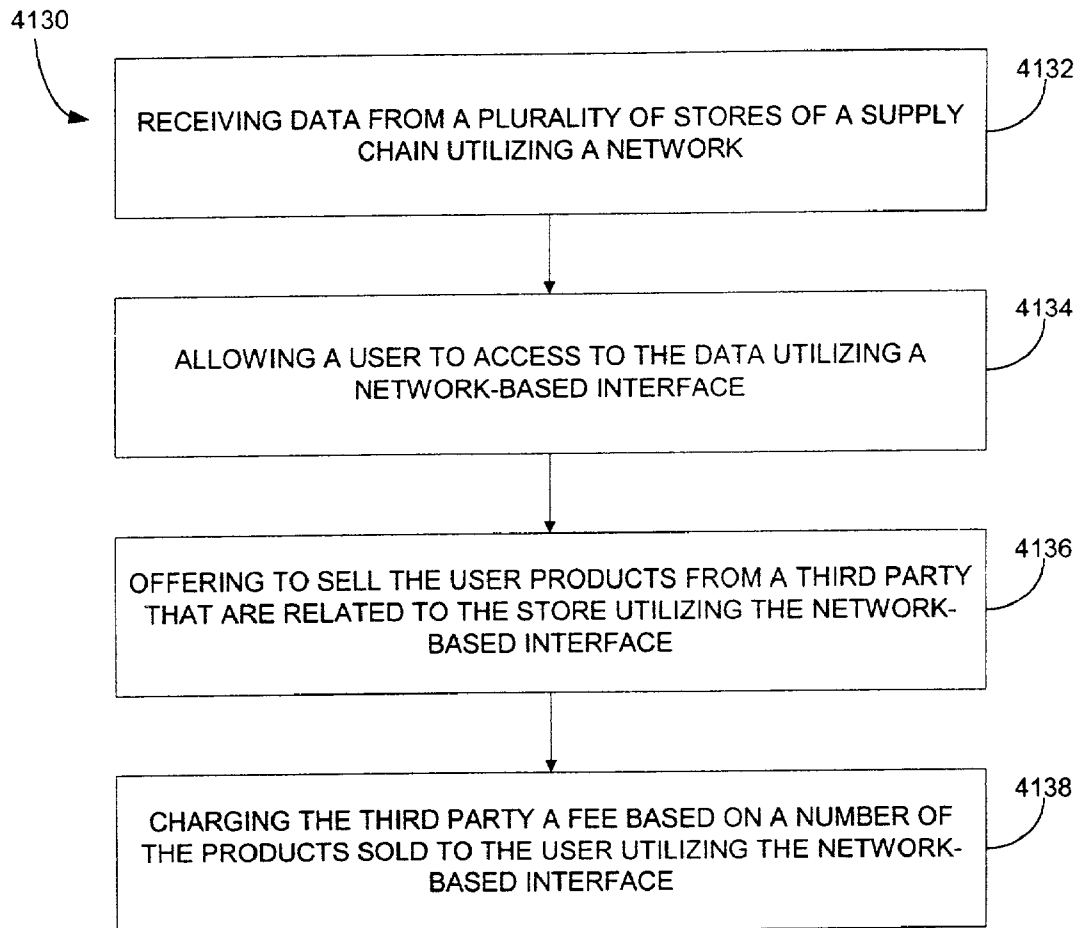 4130
4132
RECEIVING DATA FROM A PLURALITY OF STORES OF A SUPPLY
CHAIN UTILIZING A NETWORK
4134
ALLOWING A USER TO ACCESS TO THE DATA UTILIZING A
NETWORK-BASED INTERFACE
4136
OFFERING TO SELL THE USER PRODUCTS FROM A THIRD PARTY
THAT ARE RELATED TO THE STORE UTILIZING THE NETWORK-
BASED INTERFACE
4138
CHARGING THE THIRD PARTY A FEE BASED ON A NUMBER OF
THE PRODUCTS SOLD TO THE USER UTILIZING THE NETWORK-
BASED INTERFACE